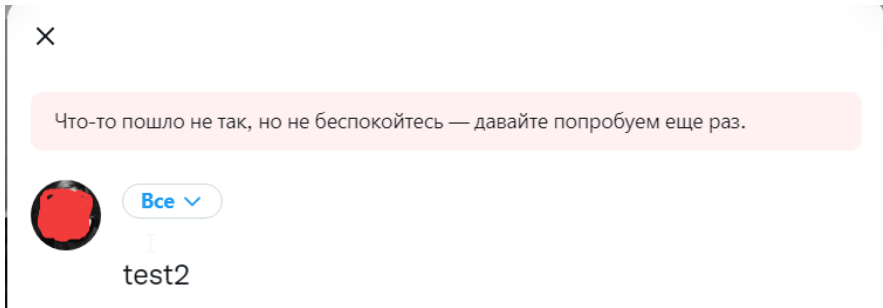 Что-то пошло не так, но не беспокойтесь — давайте попробуем еще раз.
Все
test2